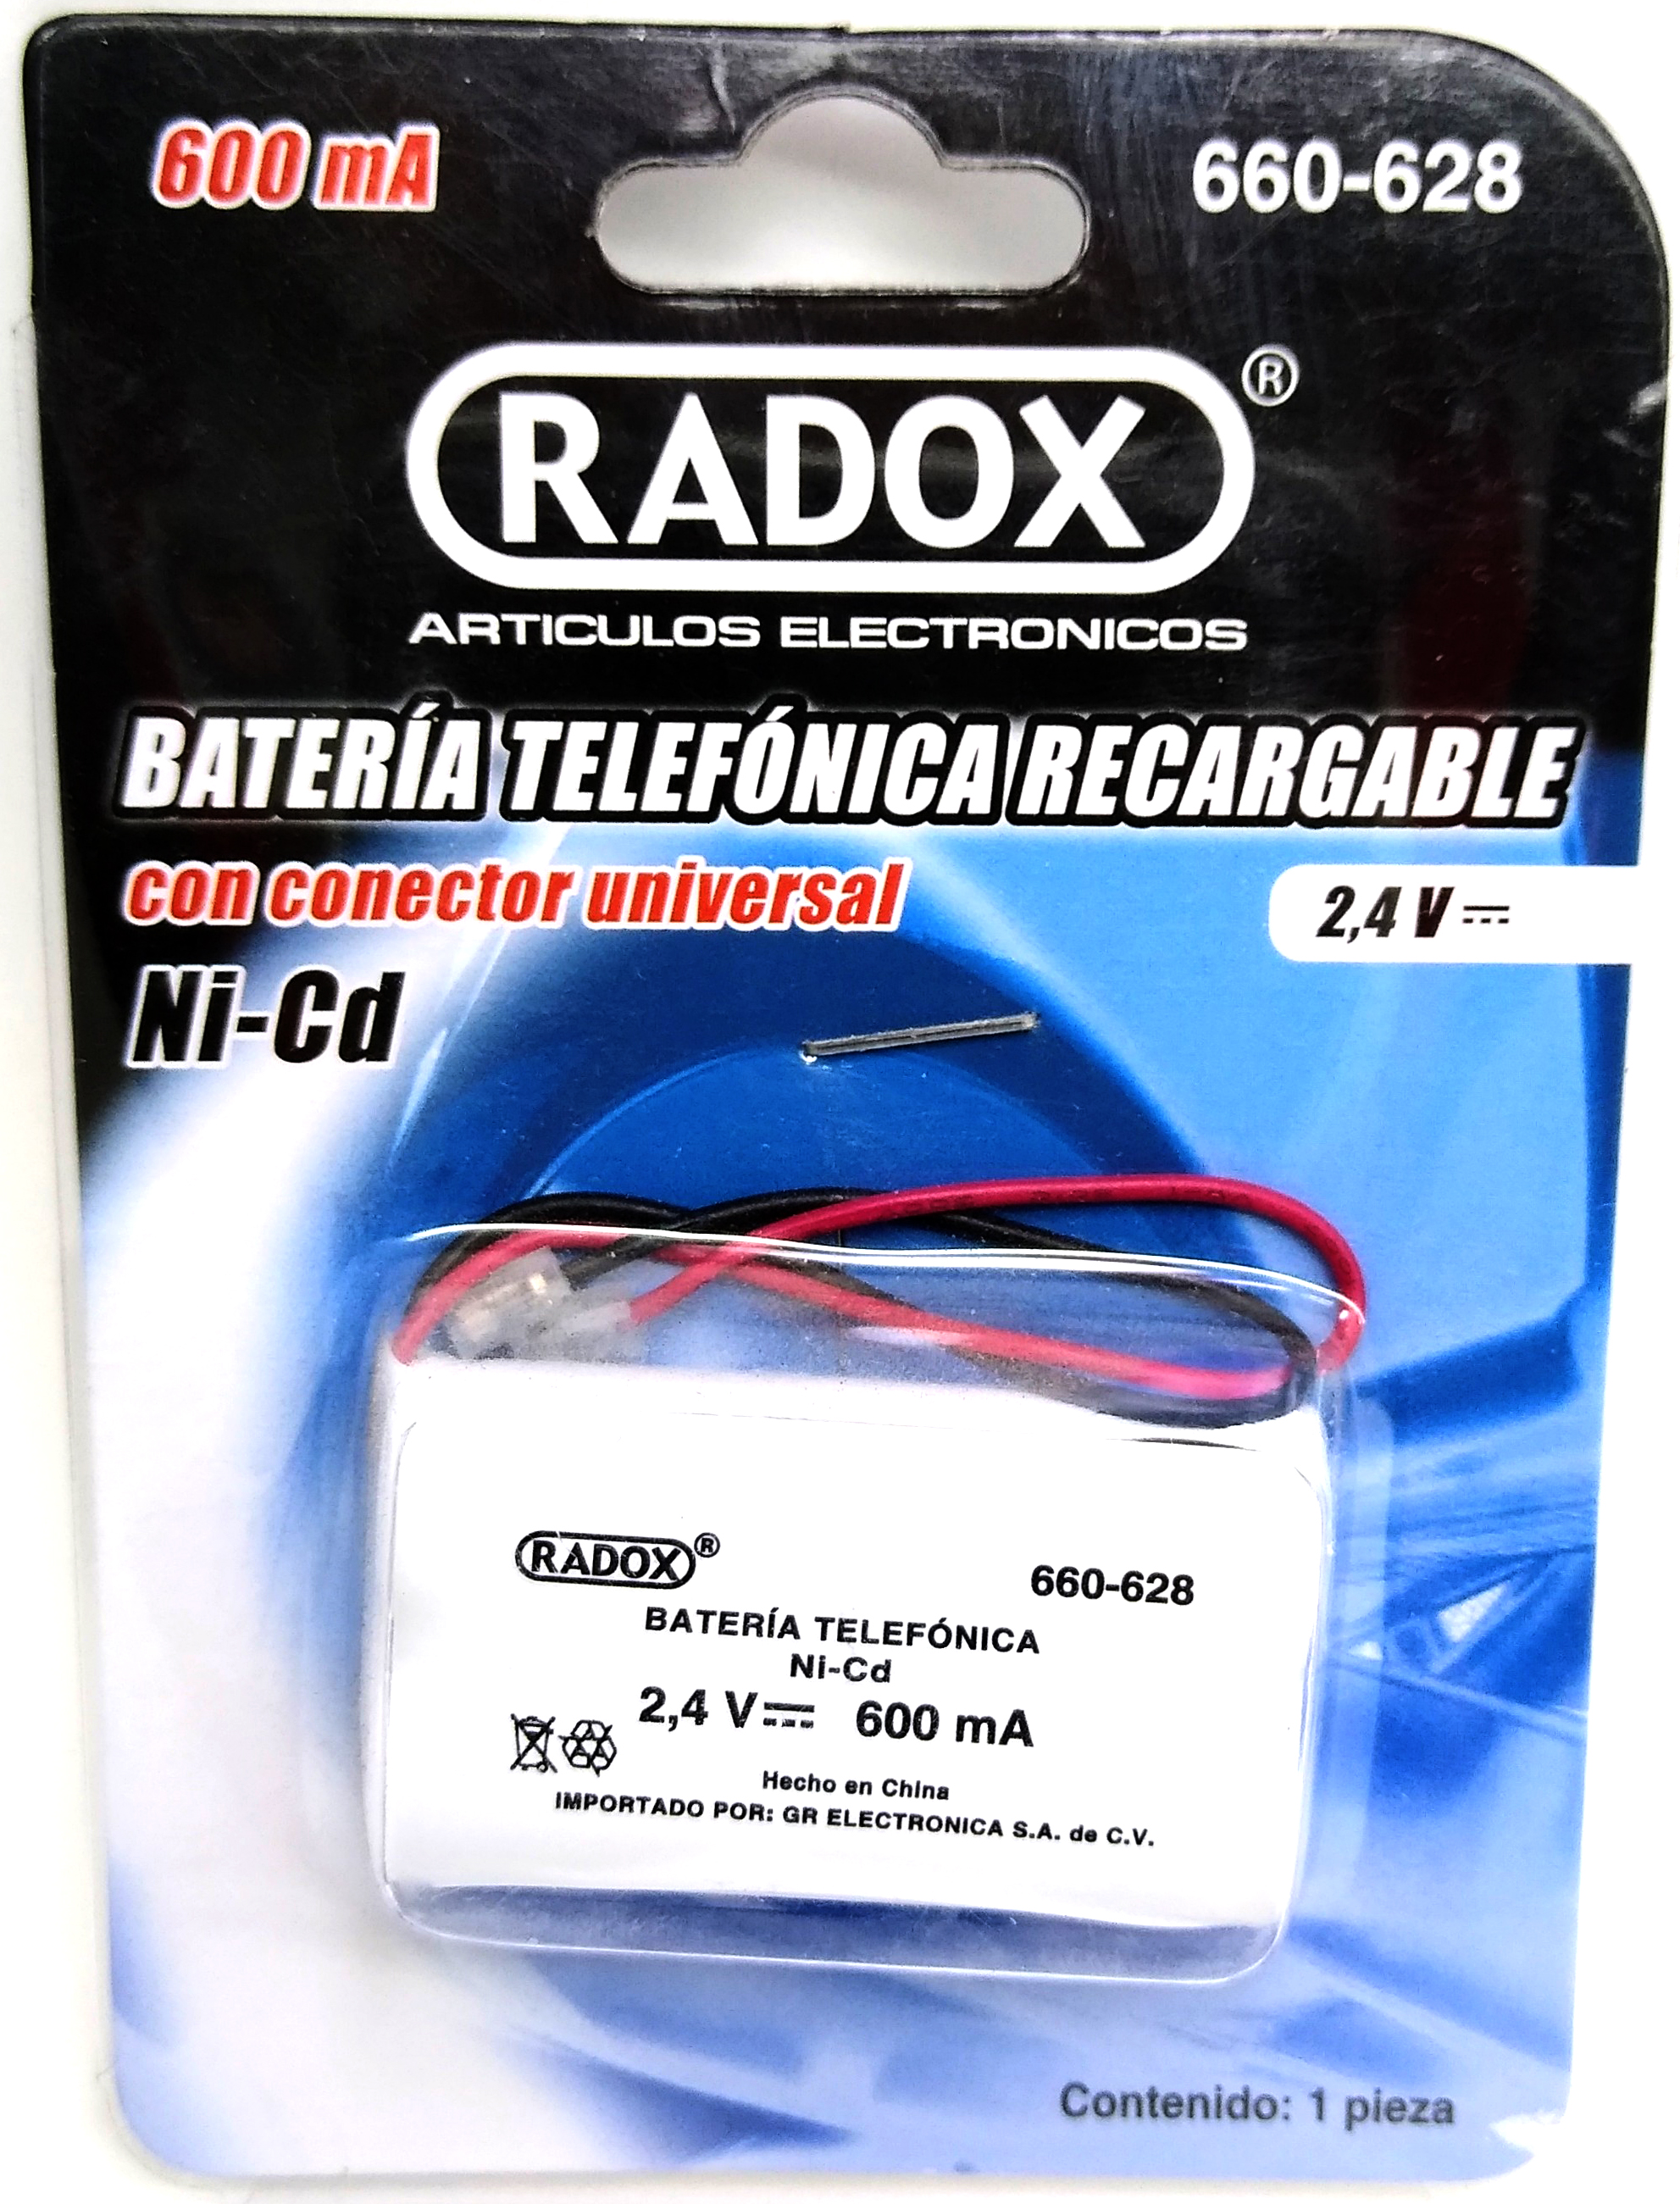 600 mA
660-628
RADOX®
ARTICULOS ELECTRONICOS
BATERÍA TELEFÓNICA RECARGABLE
con conector universal
2,4 V
Ni-Cd
RADOX®
660-628
BATERÍA TELEFÓNICA
Ni-Cd
2,4 V 600 mA
Hecho en China
IMPORTADO POR: GR ELECTRONICA S.A. de C.V.
Contenido: 1 pieza